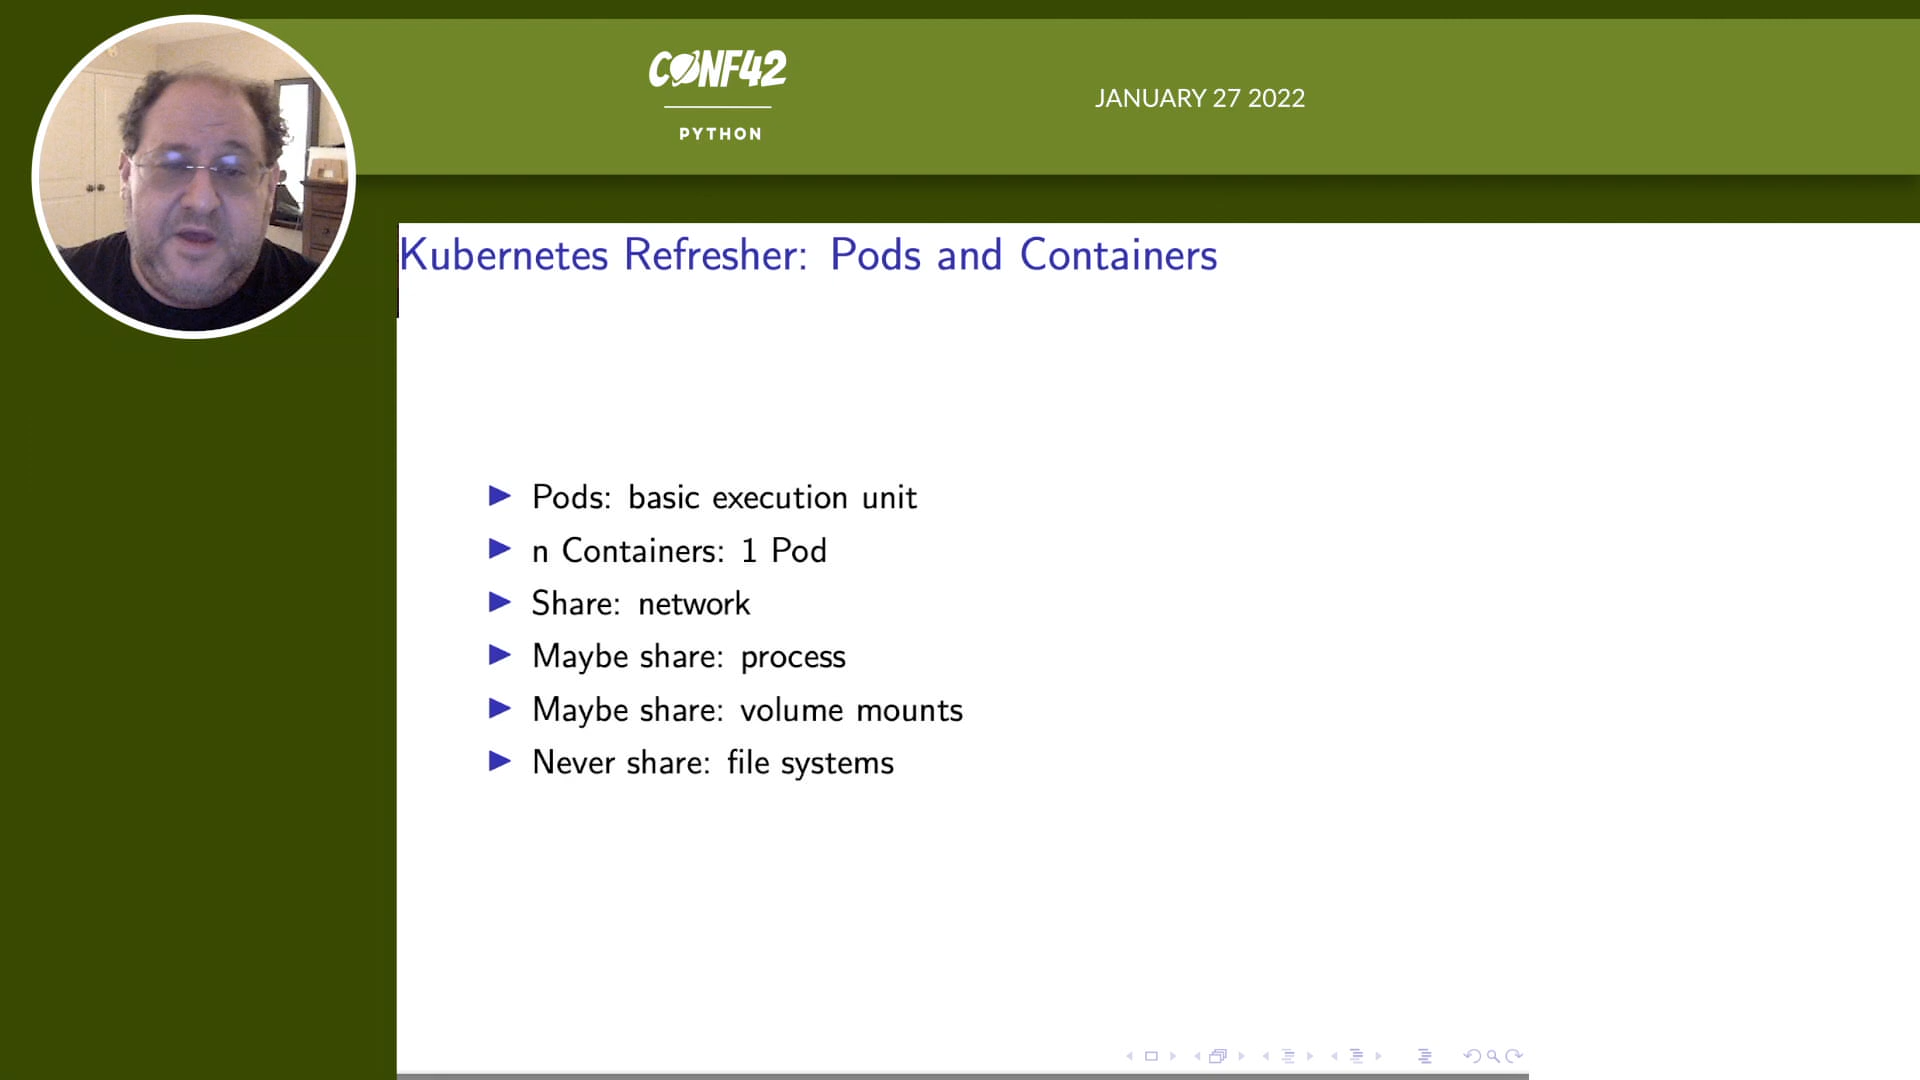 CONF42
PYTHON
JANUARY 27 2022
Kubernetes Refresher: Pods and Containers
Pods: basic execution unit
n Containers: 1 Pod
Share: network
Maybe share: process
Maybe share: volume mounts
Never share: file systems